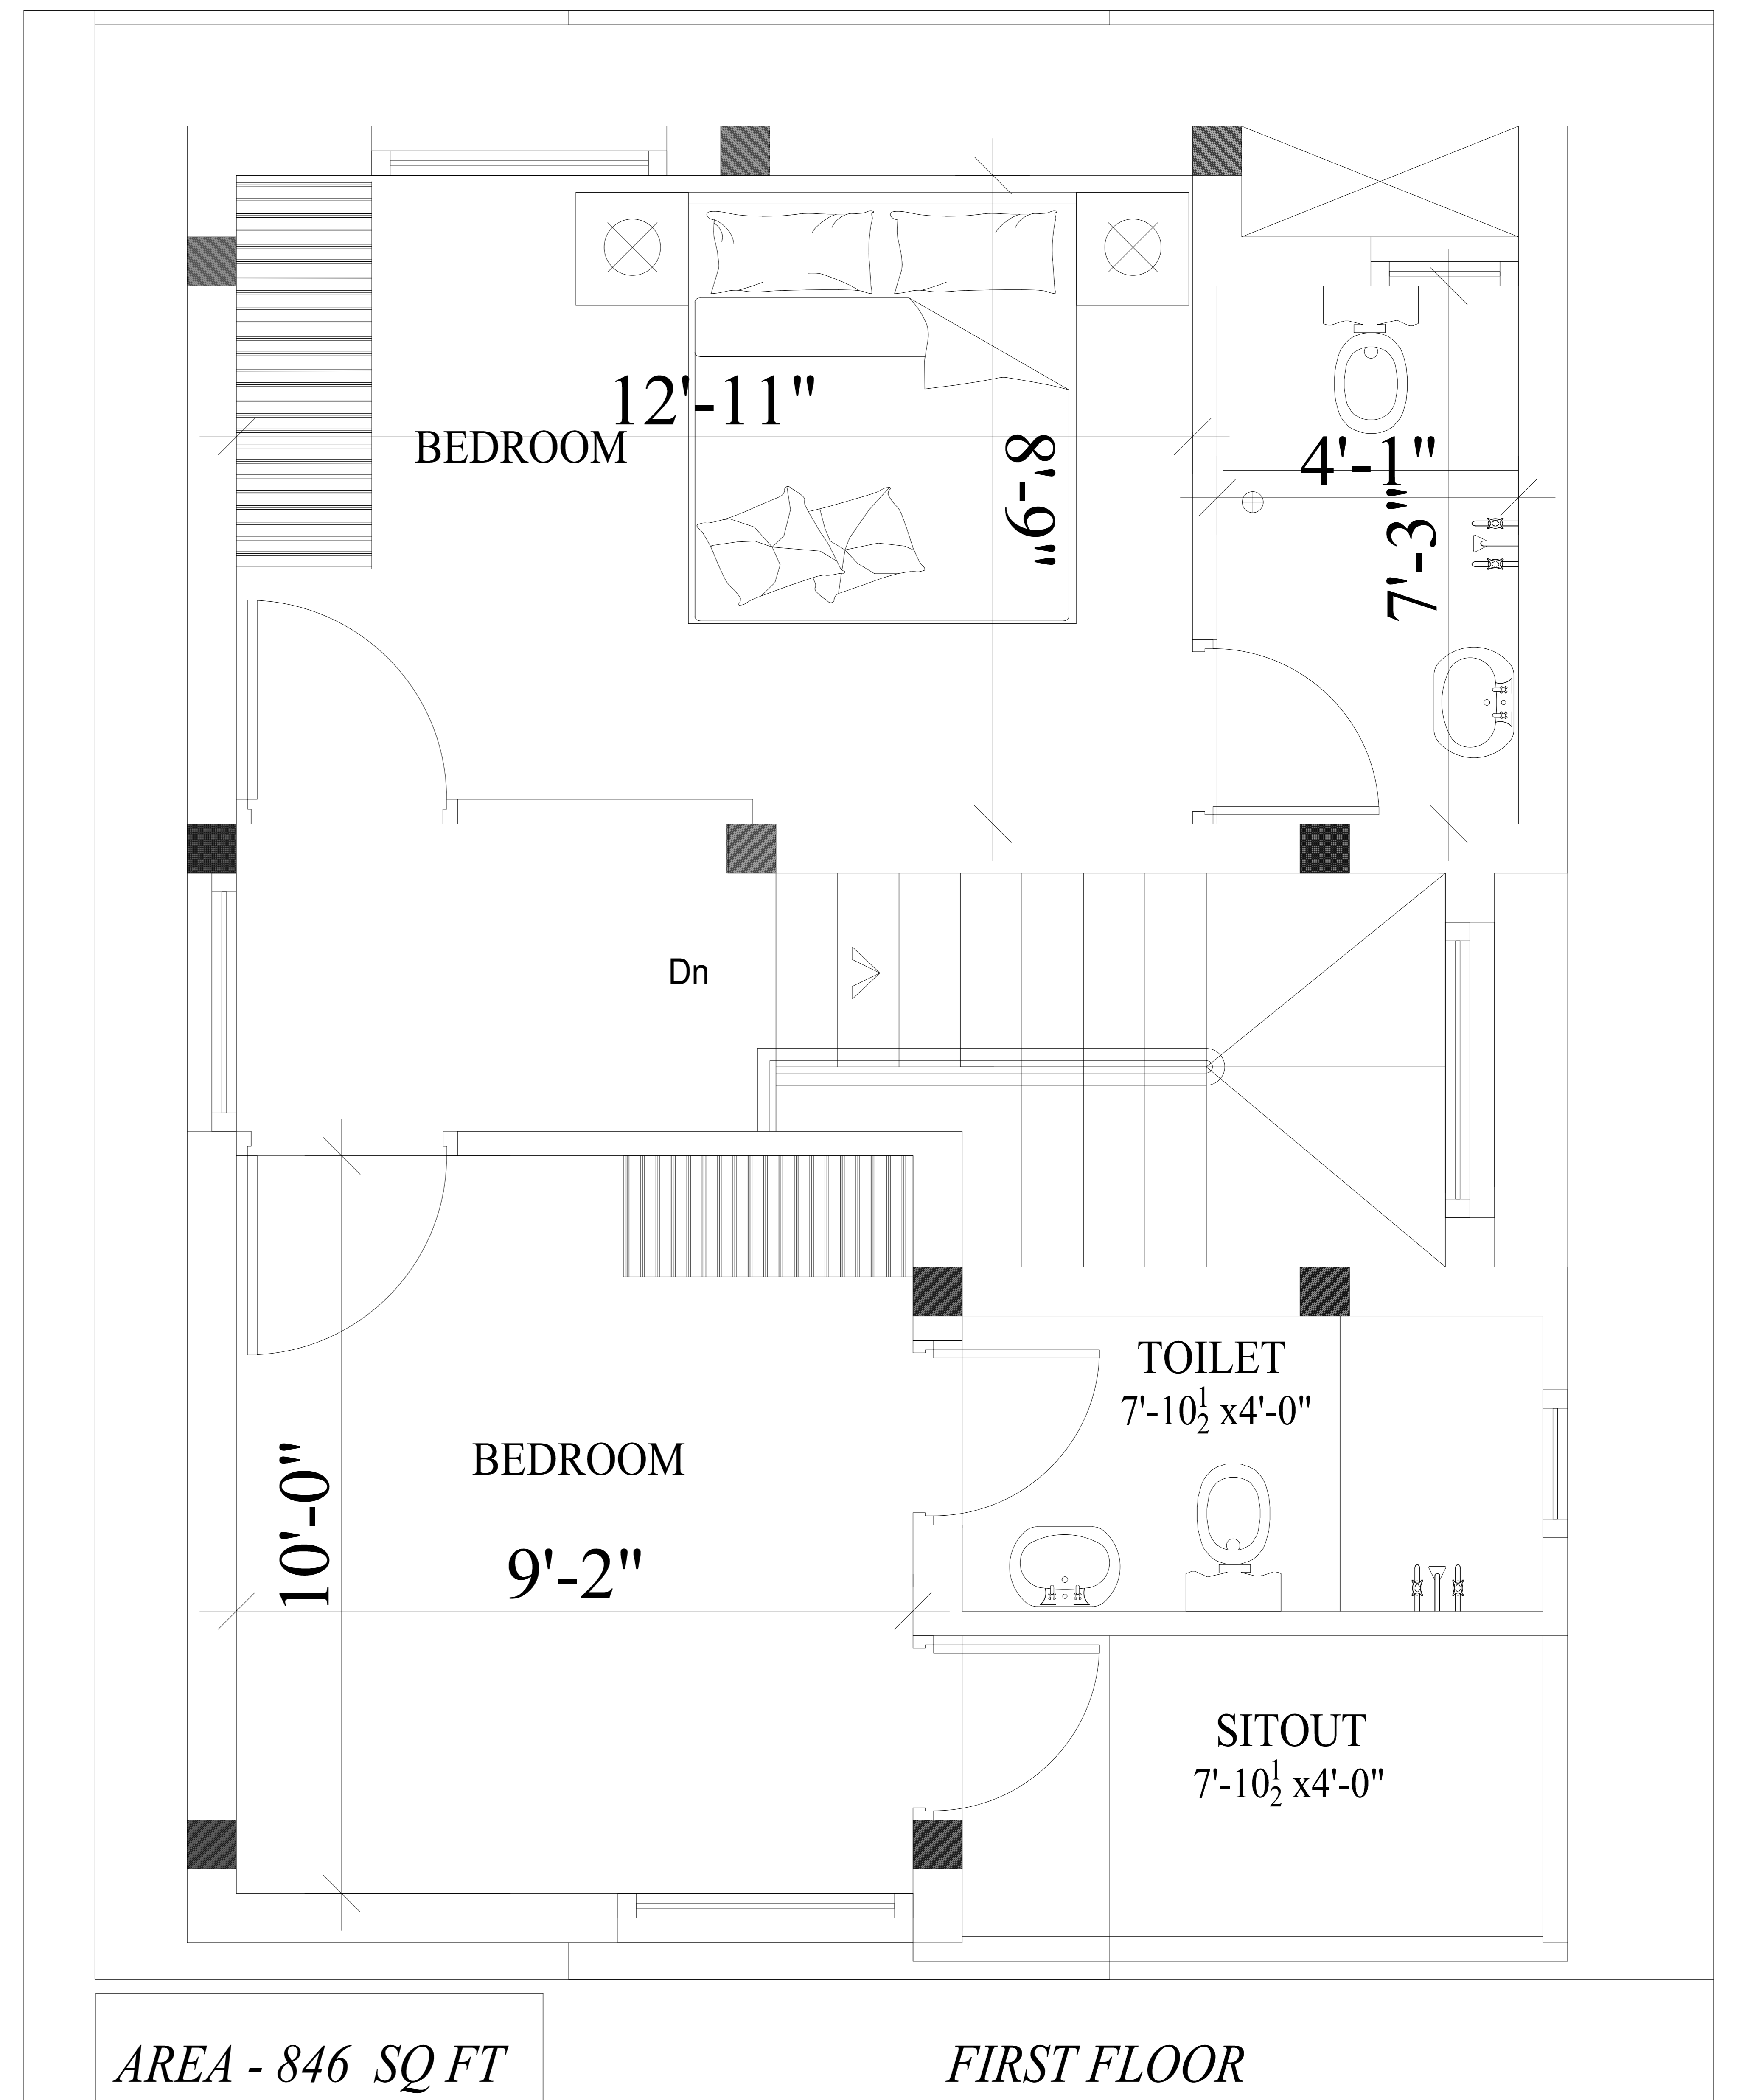 12'-11"
BEDROOM
8'-9"
4'-1"
7'-3"
Dn
TOILET
7'-10½ x4'-0"
BEDROOM
10'-0"
9'-2"
SITOUT
7'-10½ x4'-0"
AREA - 846 SQ FT
FIRST FLOOR